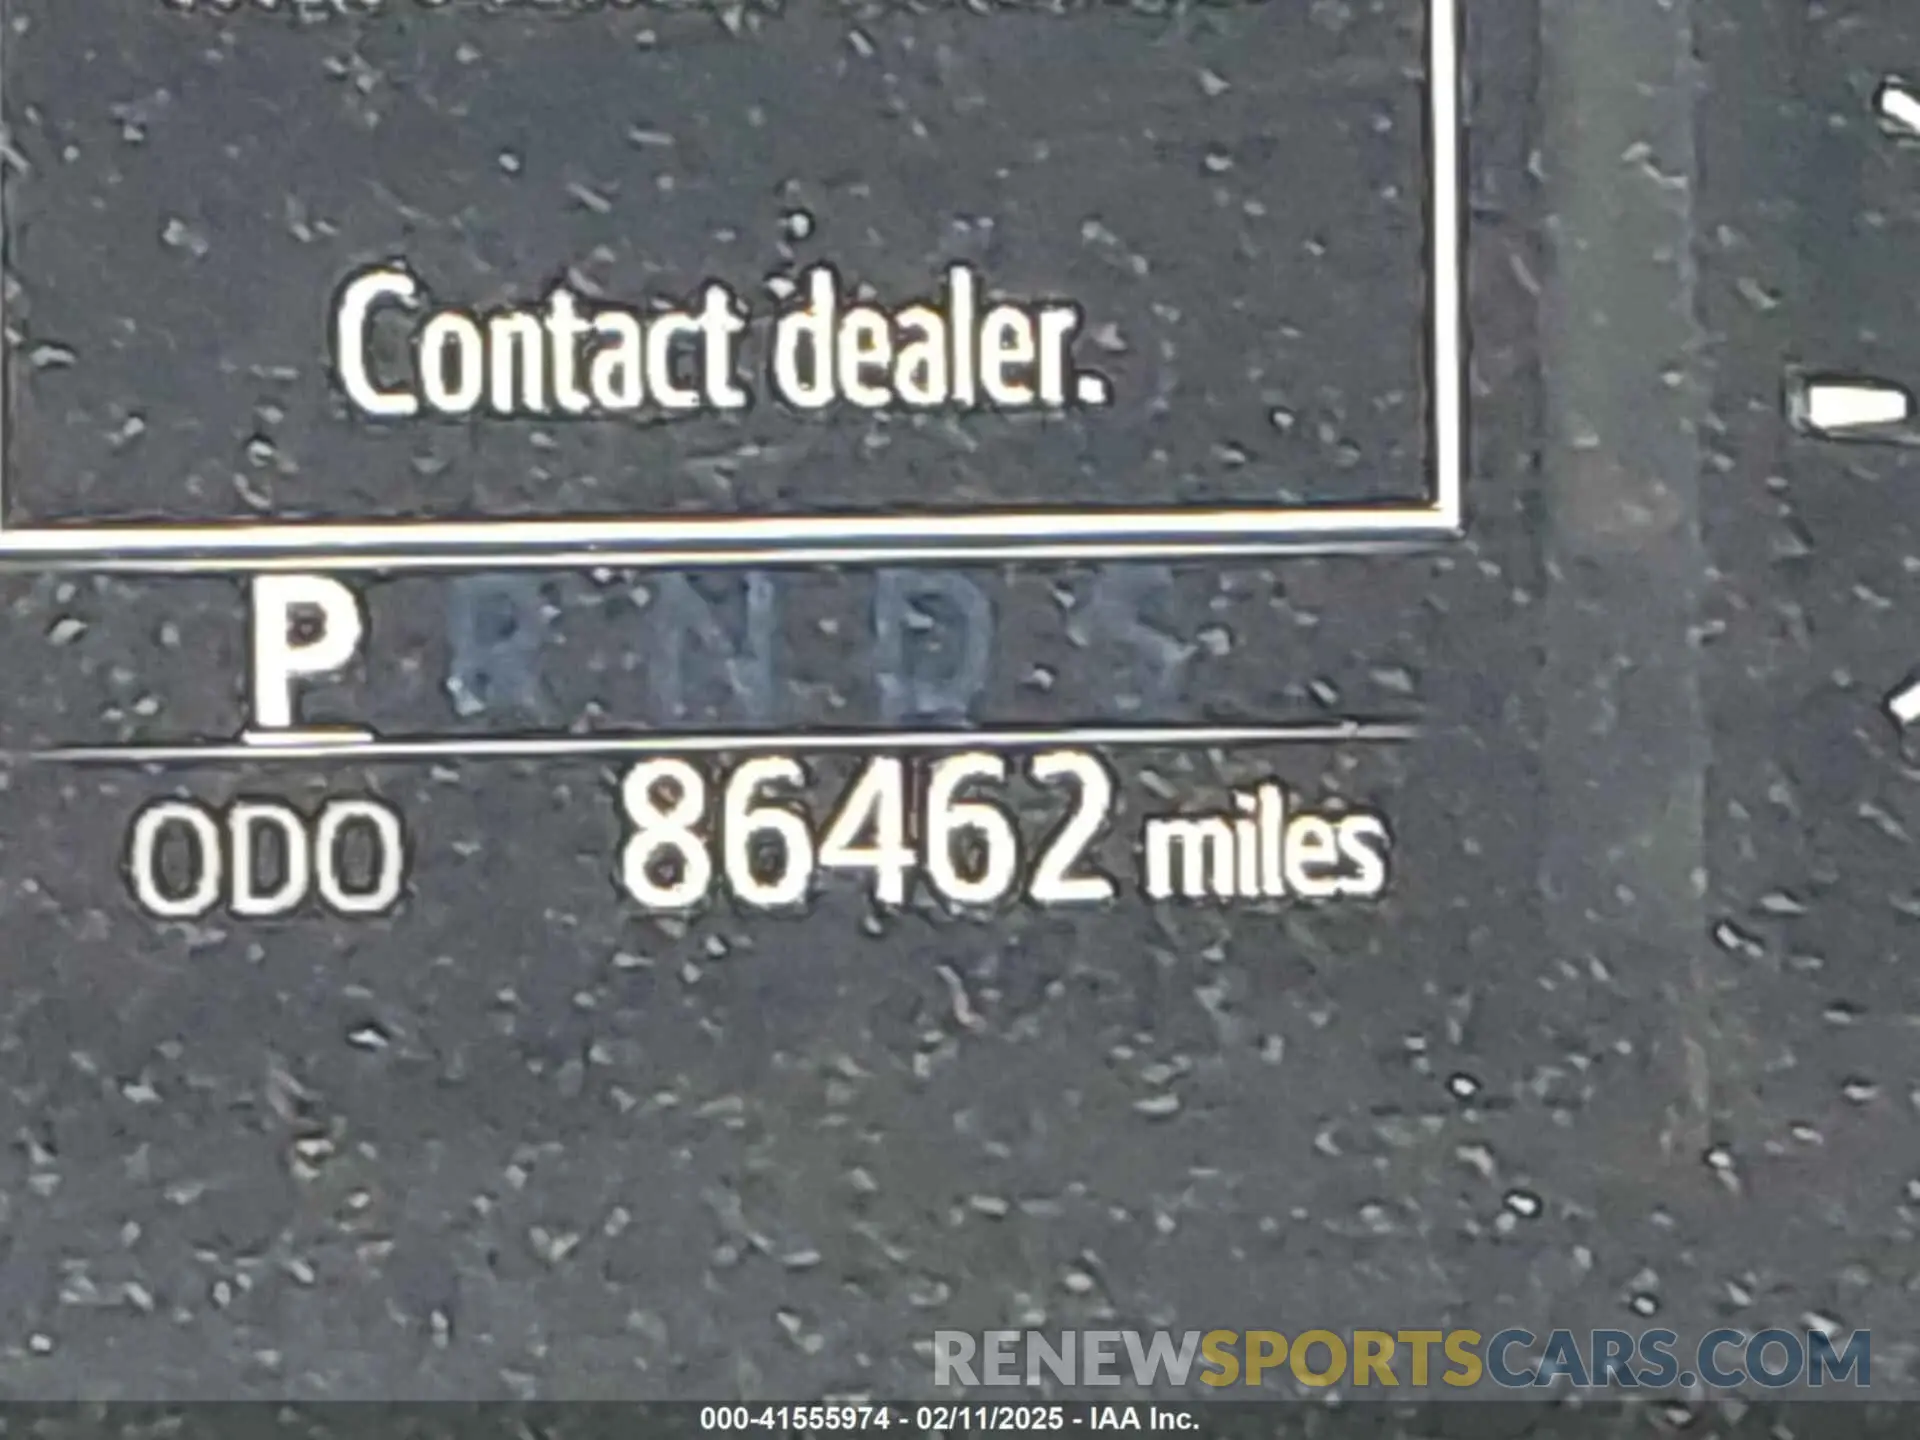 Contact dealer.
P R N D S
ODO 86462 miles
RENEWSPORTSCARS.COM
000-41555974 - 02/11/2025 - IAA Inc.